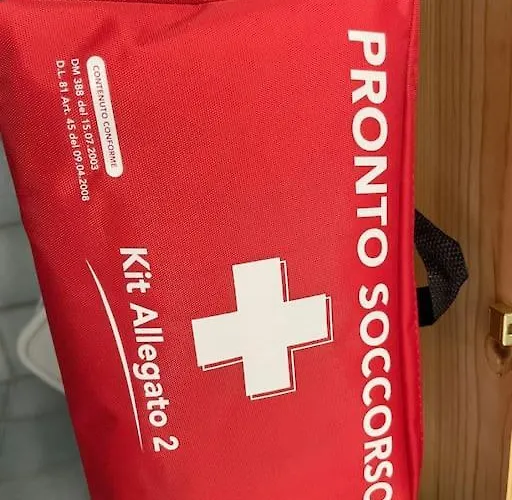 PRONTO SOCCORSO
Kit Allegato 2
CONTENUTO CONFORME
DM 388 del 15.07.2003
D.L. 81 Art. 45 del 09.04.2008